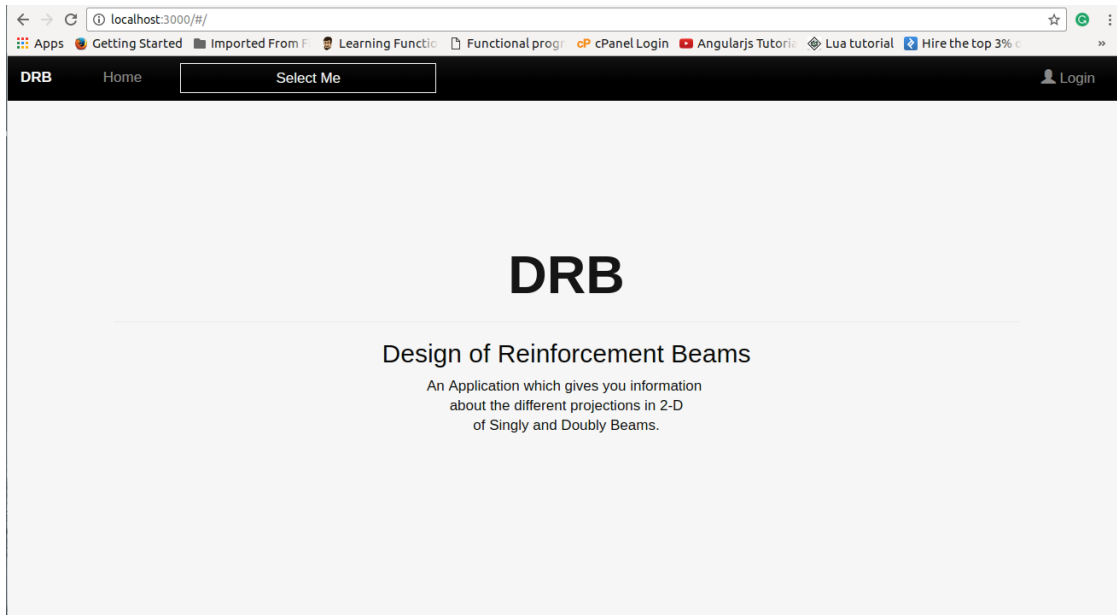 localhost:3000/#/
Apps Getting Started Imported From F Learning Functio Functional progr cP cPanel Login Angularjs Tutoria Lua tutorial Hire the top 3% o »
DRB Home Select Me Login
DRB
Design of Reinforcement Beams
An Application which gives you information
about the different projections in 2-D
of Singly and Doubly Beams.